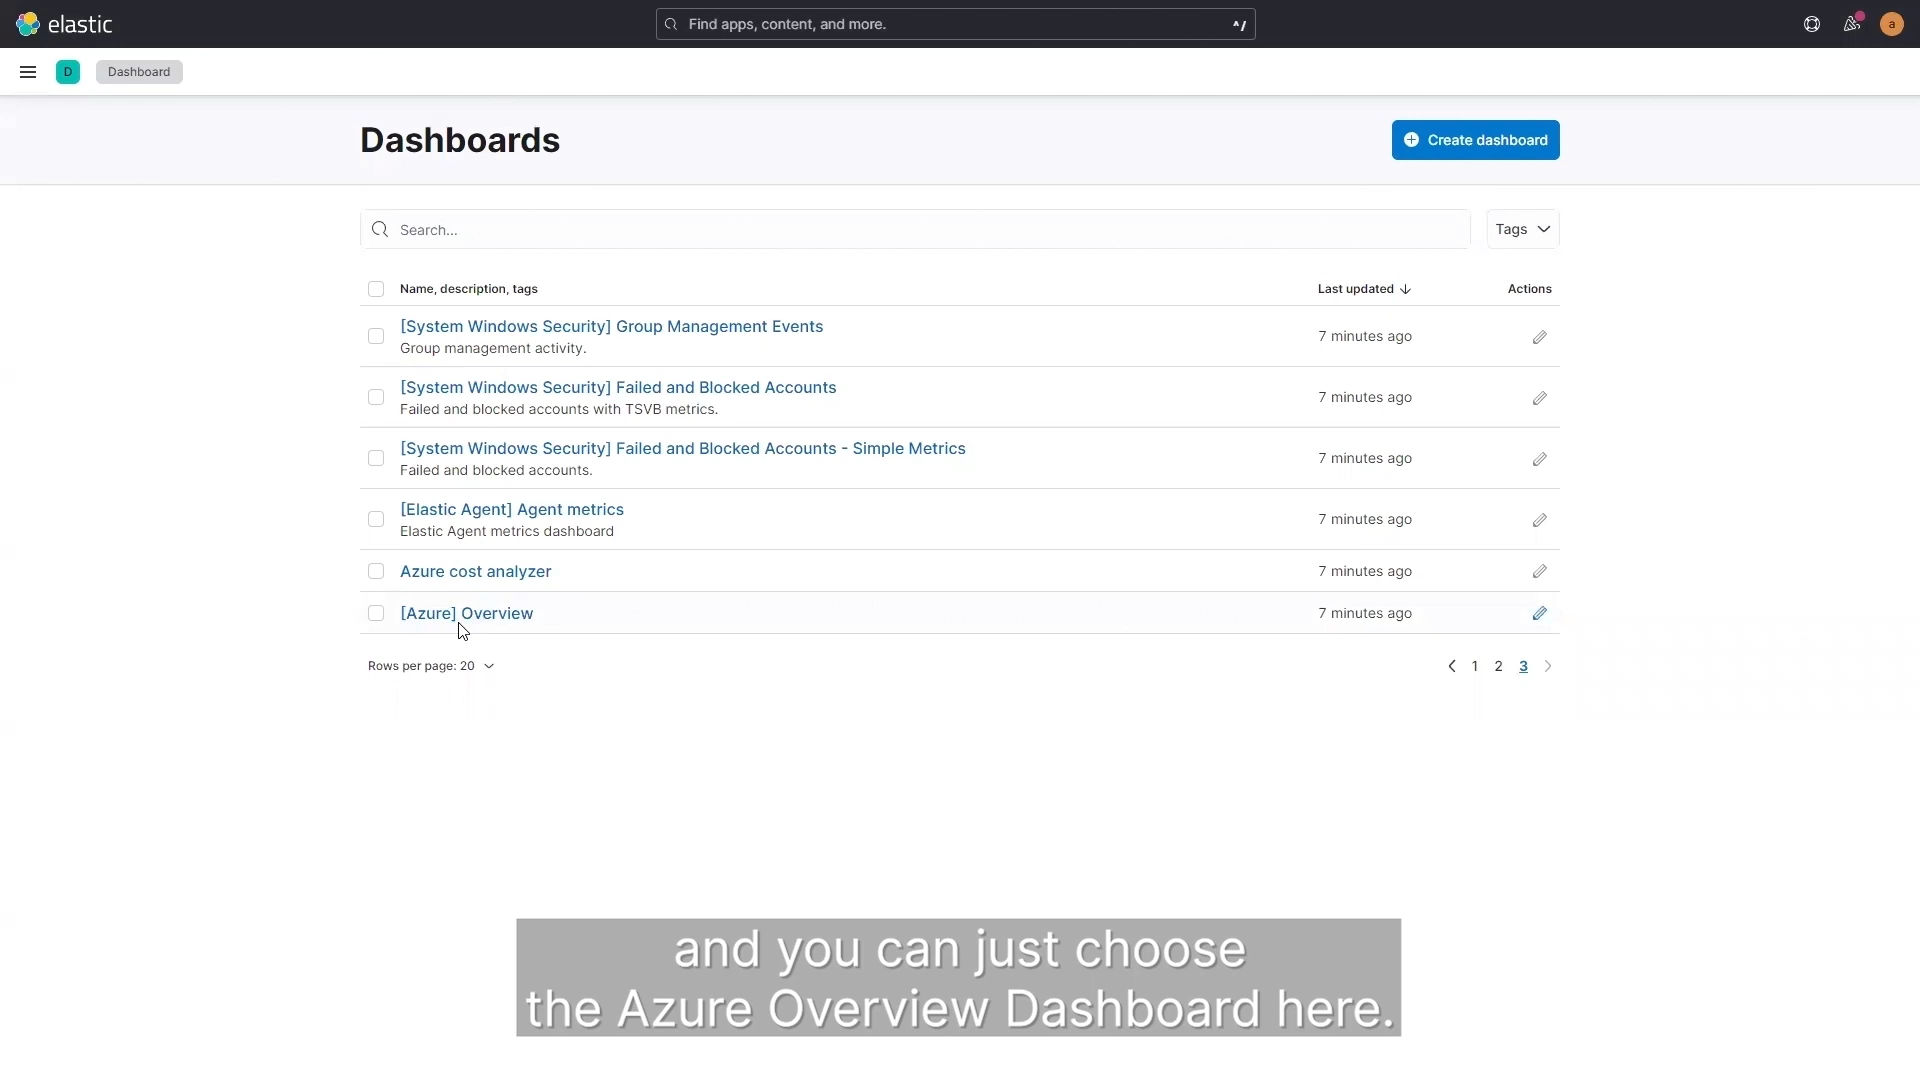 elastic
Find apps, content, and more.
^/
a
D
Dashboard
Dashboards
Create dashboard
Search...
Tags
Name, description, tags
Last updated
Actions
[System Windows Security] Group Management Events
Group management activity.
7 minutes ago
[System Windows Security] Failed and Blocked Accounts
Failed and blocked accounts with TSVB metrics.
7 minutes ago
[System Windows Security] Failed and Blocked Accounts - Simple Metrics
Failed and blocked accounts.
7 minutes ago
[Elastic Agent] Agent metrics
Elastic Agent metrics dashboard
7 minutes ago
Azure cost analyzer
7 minutes ago
[Azure] Overview
7 minutes ago
Rows per page: 20
1 2 3
and you can just choose
the Azure Overview Dashboard here.